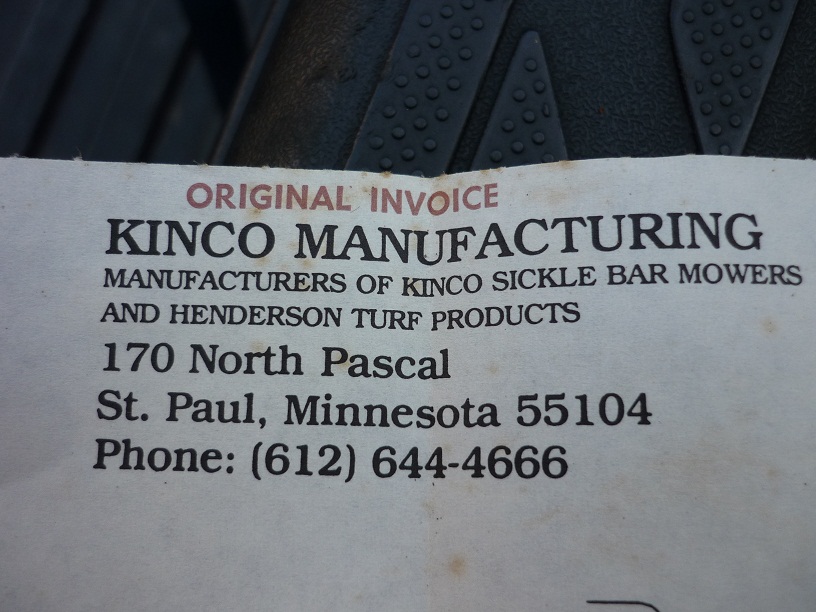 ORIGINAL INVOICE
KINCO MANUFACTURING
MANUFACTURERS OF KINCO SICKLE BAR MOWERS
AND HENDERSON TURF PRODUCTS
170 North Pascal
St. Paul, Minnesota 55104
Phone: (612) 644-4666